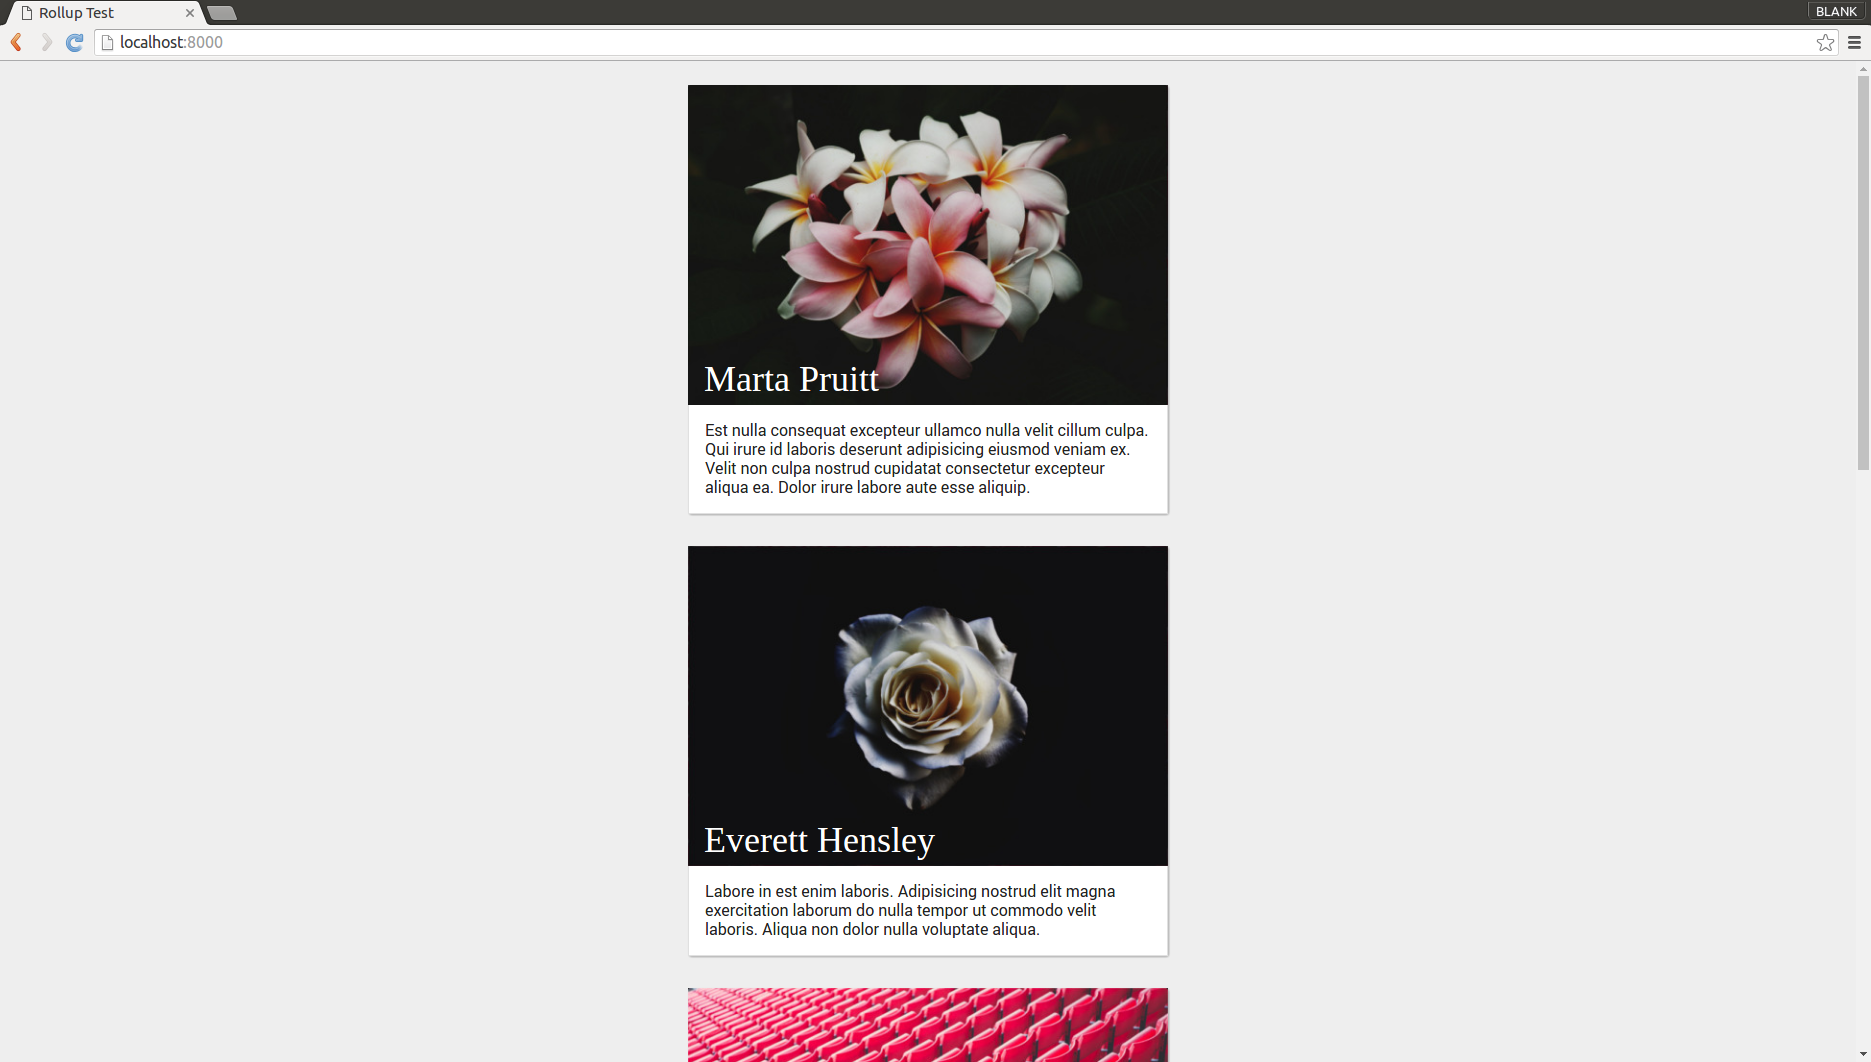 Rollup Test
BLANK
localhost:8000
Marta Pruitt
Est nulla consequat excepteur ullamco nulla velit cillum culpa.
Qui irure id laboris deserunt adipisicing eiusmod veniam ex.
Velit non culpa nostrud cupidatat consectetur excepteur
aliqua ea. Dolor irure labore aute esse aliquip.
Everett Hensley
Labore in est enim laboris. Adipisicing nostrud elit magna
exercitation laborum do nulla tempor ut commodo velit
laboris. Aliqua non dolor nulla voluptate aliqua.